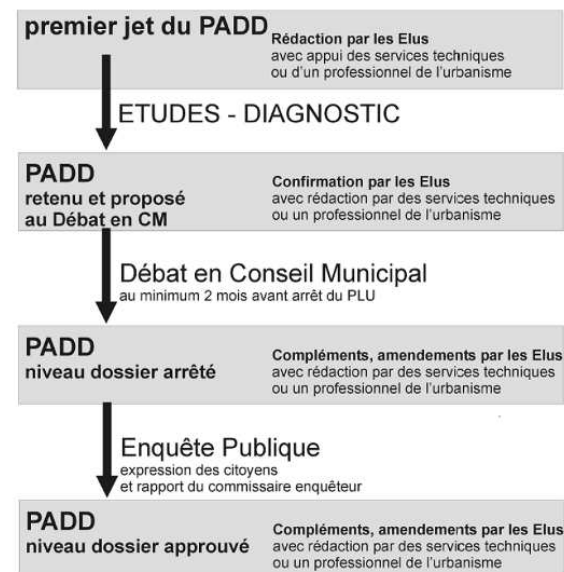 premier jet du PADD
Rédaction par les Elus
avec appui des services techniques
ou d'un professionnel de l'urbanisme
ETUDES - DIAGNOSTIC
PADD
retenu et proposé
au Débat en CM
Confirmation par les Elus
avec rédaction par des services techniques
ou un professionnel de l'urbanisme
Débat en Conseil Municipal
au minimum 2 mois avant arrêt du PLU
PADD
niveau dossier arrêté
Compléments, amendements par les Elus
avec rédaction par des services techniques
ou un professionnel de l'urbanisme
Enquête Publique
expression des citoyens
et rapport du commissaire enquêteur
PADD
niveau dossier approuvé
Compléments, amendements par les Elus
avec rédaction par des services techniques
ou un professionnel de l'urbanisme